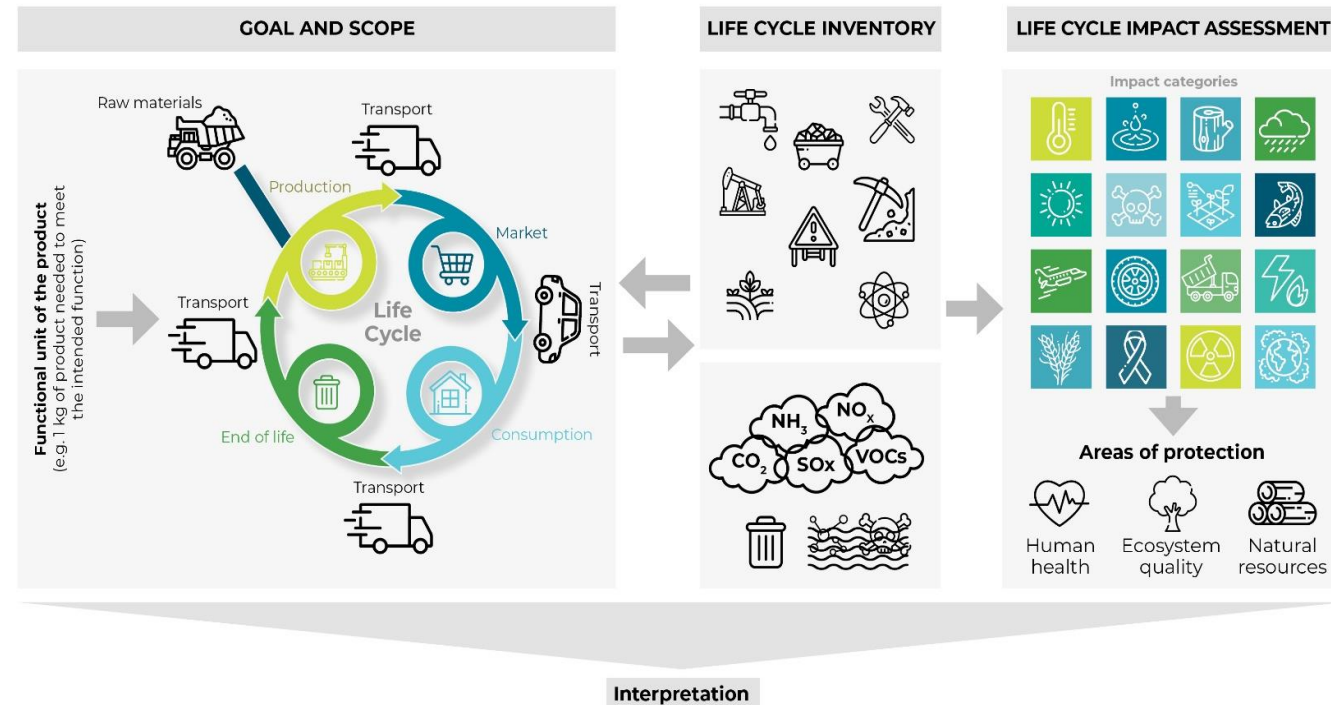 GOAL AND SCOPE
LIFE CYCLE INVENTORY
LIFE CYCLE IMPACT ASSESSMENT
Functional unit of the product
(e.g.1 kg of product needed to meet
the intended function)
Raw materials
Transport
Production
Market
Transport
Life
Cycle
Transport
End of life
Consumption
Transport
NH3
NOx
CO2
SOx
VOCs
Impact categories
Areas of protection
Human
health
Ecosystem
quality
Natural
resources
Interpretation